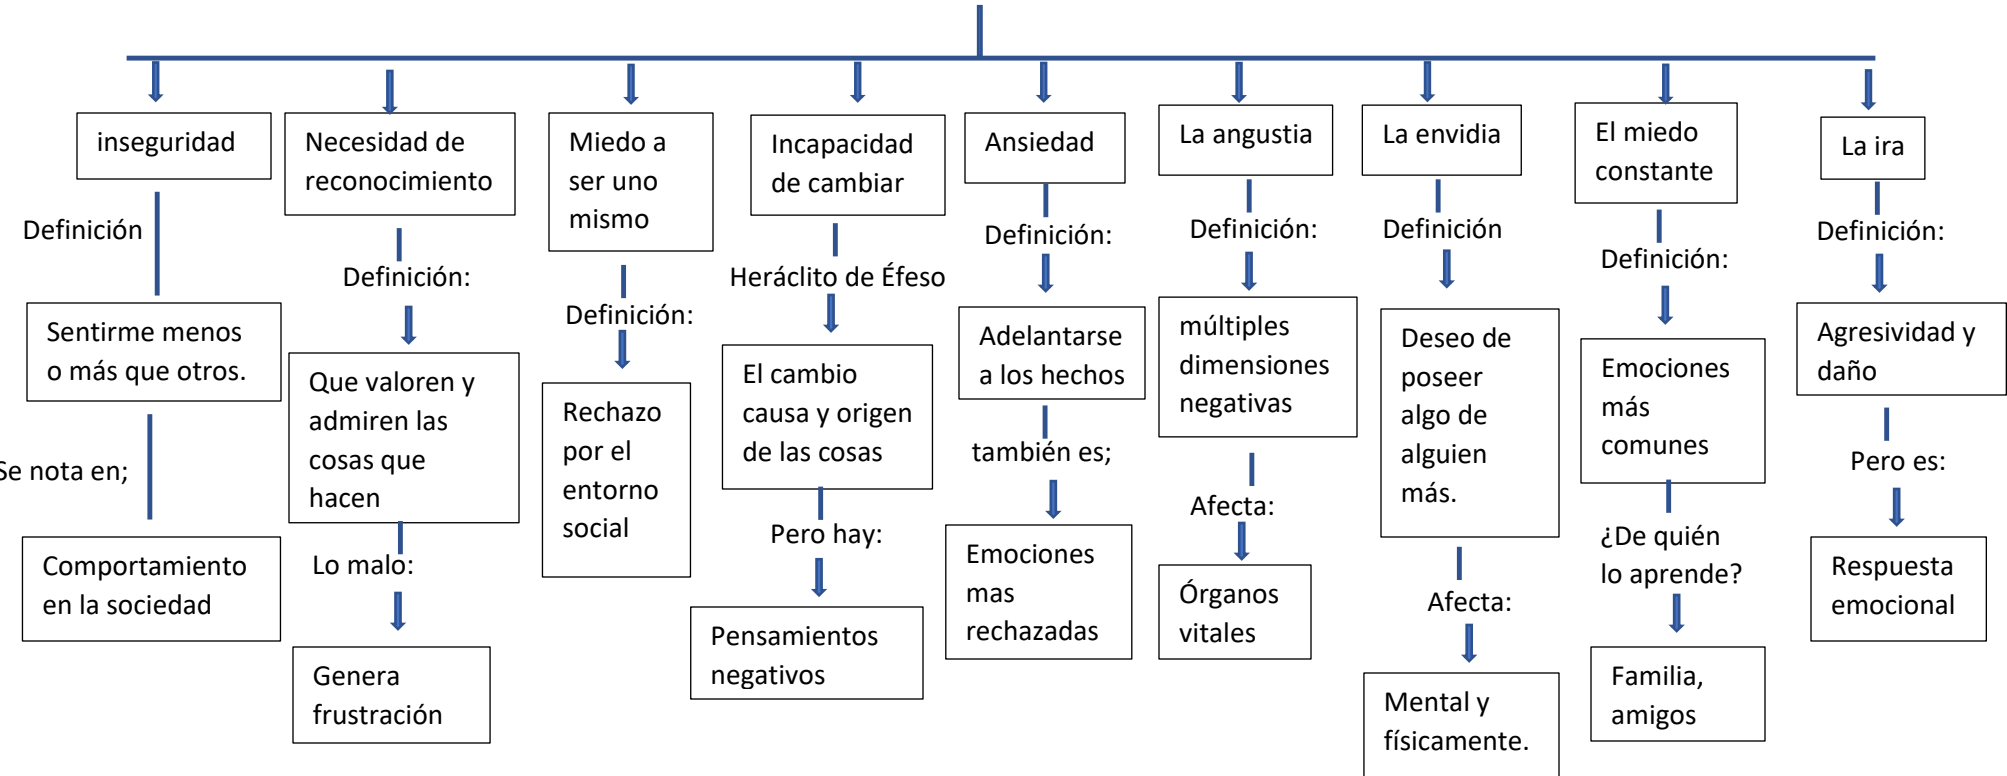 inseguridad
Definición
Sentirme menos
o más que otros.
Se nota en;
Comportamiento
en la sociedad
Necesidad de
reconocimiento
Definición:
Que valoren y
admiren las
cosas que
hacen
Lo malo:
Genera
frustración
Miedo a
ser uno
mismo
Definición:
Rechazo
por el
entorno
social
Incapacidad
de cambiar
Heráclito de Éfeso
El cambio
causa y origen
de las cosas
Pero hay:
Pensamientos
negativos
Ansiedad
Definición:
Adelantarse
a los hechos
también es;
Emociones
mas
rechazadas
La angustia
Definición:
múltiples
dimensiones
negativas
Afecta:
Órganos
vitales
La envidia
Definición
Deseo de
poseer
algo de
alguien
más.
Afecta:
Mental y
físicamente.
El miedo
constante
Definición:
Emociones
más
comunes
¿De quién
lo aprende?
Familia,
amigos
La ira
Definición:
Agresividad y
daño
Pero es:
Respuesta
emocional